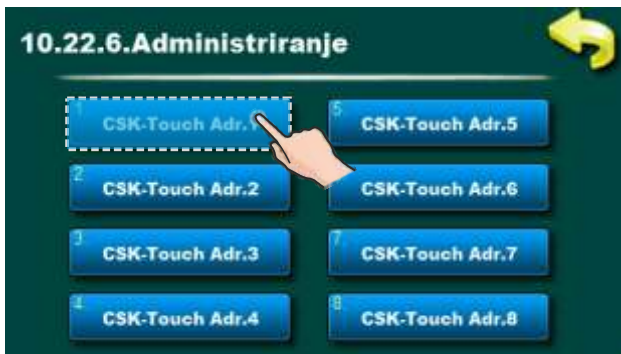 10.22.6.Administriranje
1
CSK-Touch Adr.1
2
CSK-Touch Adr.2
3
CSK-Touch Adr.3
4
CSK-Touch Adr.4
5
CSK-Touch Adr.5
6
CSK-Touch Adr.6
7
CSK-Touch Adr.7
8
CSK-Touch Adr.8